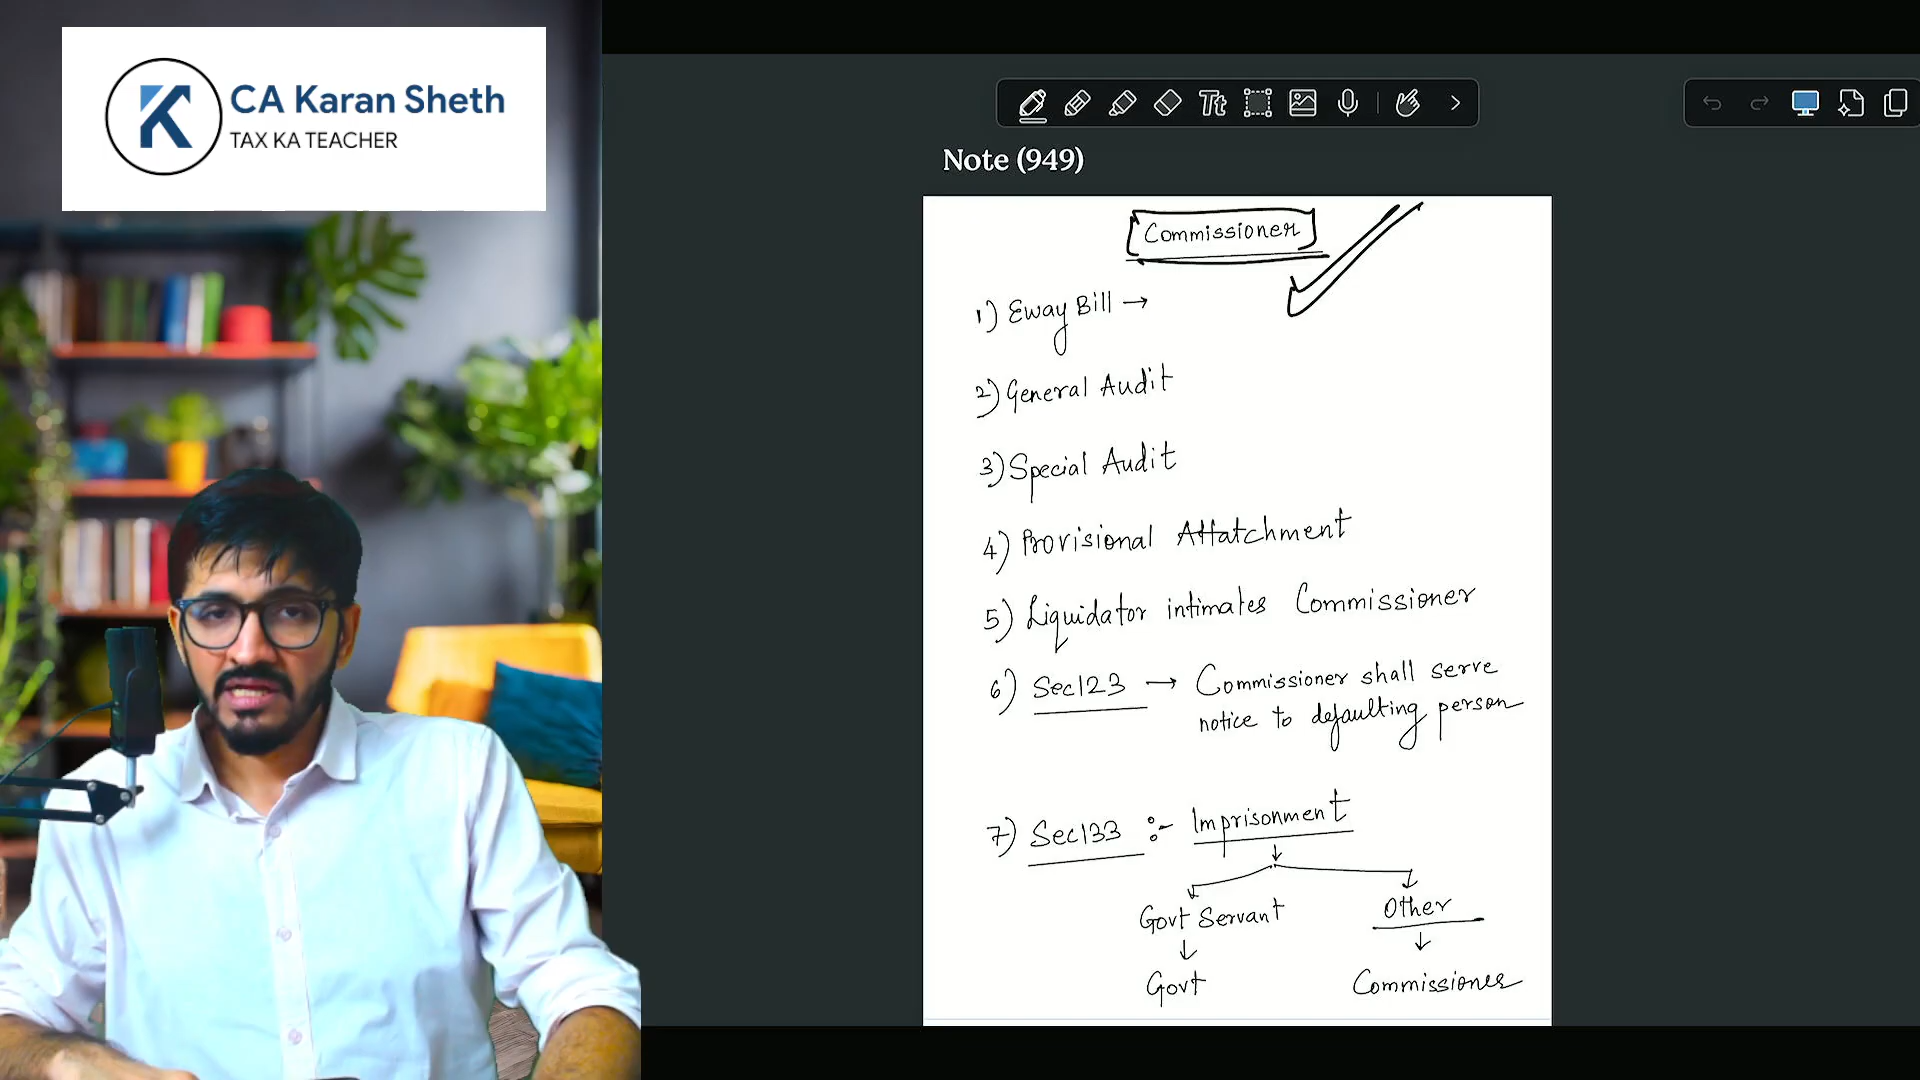 CA Karan Sheth
TAX KA TEACHER
Tt
Note (949)
Commissioner
1) Eway Bill →
2) General Audit
3) Special Audit
4) Provisional Attatchment
5) Liquidator intimates Commissioner
6) Sec123 → Commissioner shall serve
notice to defaulting person
7) Sec133 :- Imprisonment
Govt Servant
Other
Govt
Commissioner